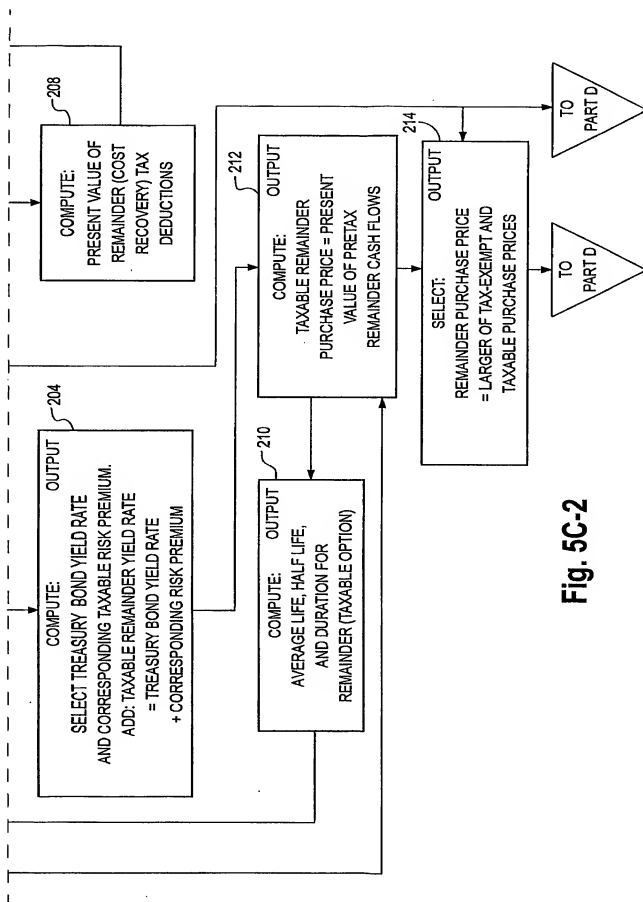 208
COMPUTE:
PRESENT VALUE OF
REMAINDER (COST
RECOVERY) TAX
DEDUCTIONS
204
COMPUTE: OUTPUT
SELECT TREASURY BOND YIELD RATE
AND CORRESPONDING TAXABLE RISK PREMIUM.
ADD: TAXABLE REMAINDER YIELD RATE
= TREASURY BOND YIELD RATE
+ CORRESPONDING RISK PREMIUM
212
OUTPUT
COMPUTE:
TAXABLE REMAINDER
PURCHASE PRICE = PRESENT
VALUE OF PRETAX
REMAINDER CASH FLOWS
210
COMPUTE: OUTPUT
AVERAGE LIFE, HALF LIFE,
AND DURATION FOR
REMAINDER (TAXABLE OPTION)
214
OUTPUT
SELECT:
REMAINDER PURCHASE PRICE
= LARGER OF TAX-EXEMPT AND
TAXABLE PURCHASE PRICES
TO
PART D
TO
PART D
Fig. 5C-2